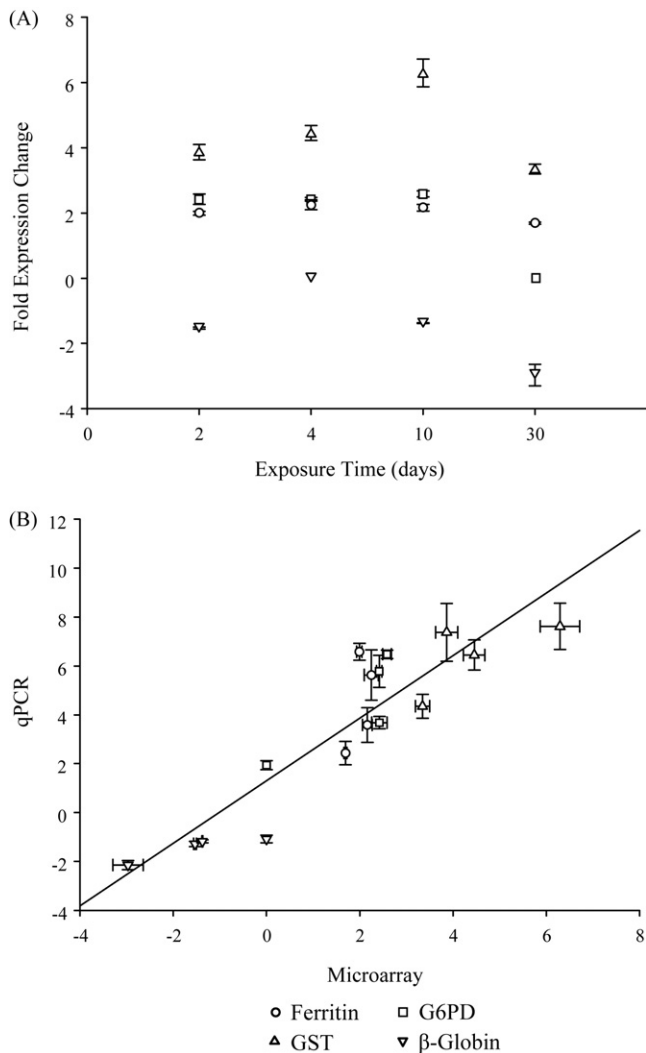 (A)
8
6
4
2
0
-2
-4
Fold Expression Change
0 2 4 10 30
Exposure Time (days)
(B)
12
10
8
6
4
2
0
-2
-4
qPCR
-4 -2 0 2 4 6 8
Microarray
Ferritin G6PD
GST β-Globin